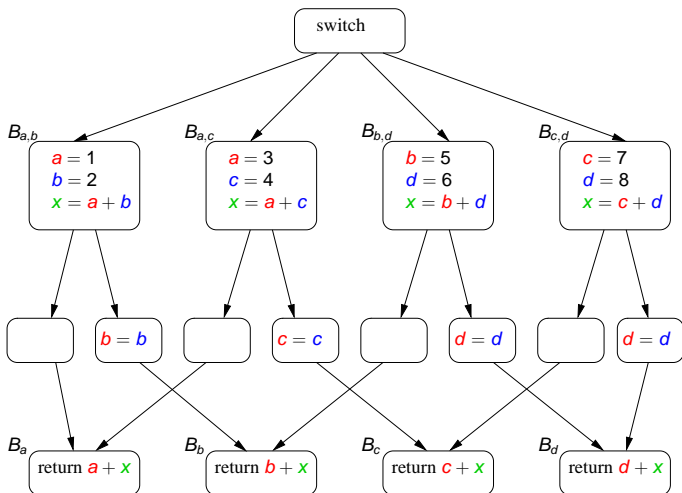 switch
B_{a,b}
B_{a,c}
B_{b,d}
B_{c,d}
a = 1
b = 2
x = a + b
a = 3
c = 4
x = a + c
b = 5
d = 6
x = b + d
c = 7
d = 8
x = c + d
b = b
c = c
d = d
d = d
B_a
B_b
B_c
B_d
return a + x
return b + x
return c + x
return d + x